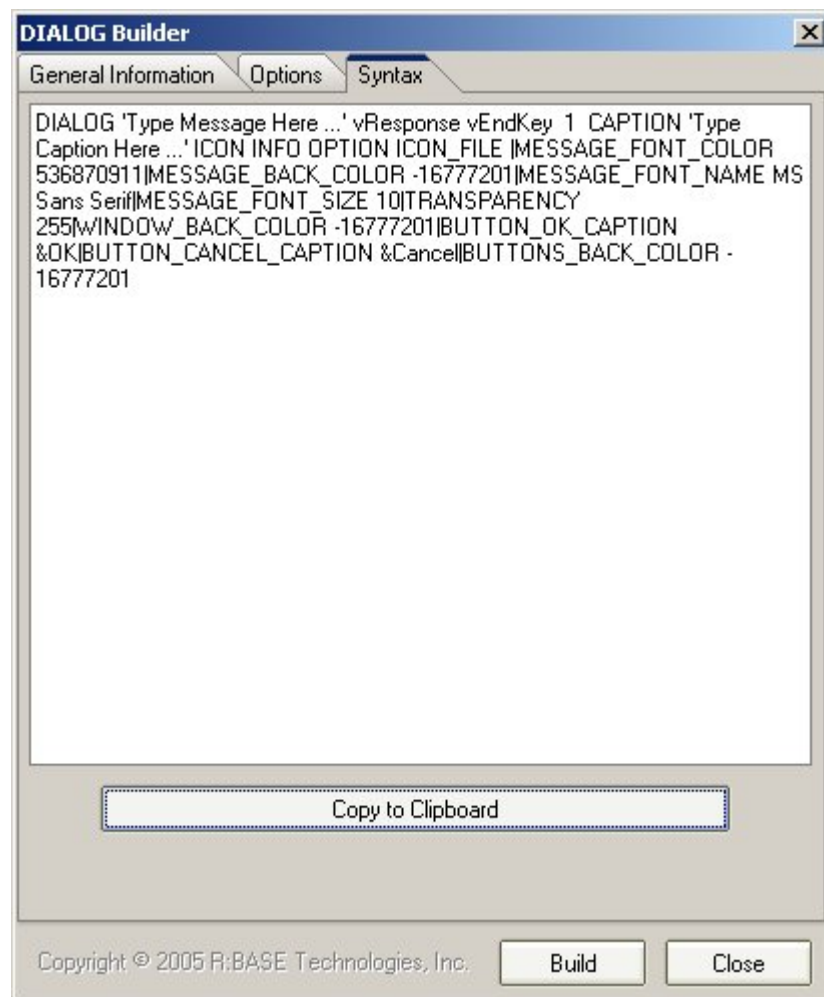 DIALOG Builder
General Information
Options
Syntax
DIALOG 'Type Message Here ...' vResponse vEndKey 1 CAPTION 'Type
Caption Here ...' ICON INFO OPTION ICON_FILE |MESSAGE_FONT_COLOR
536870911|MESSAGE_BACK_COLOR -16777201|MESSAGE_FONT_NAME MS
Sans Serif|MESSAGE_FONT_SIZE 10|TRANSPARENCY
255|WINDOW_BACK_COLOR -16777201|BUTTON_OK_CAPTION
&OK|BUTTON_CANCEL_CAPTION &Cancel|BUTTONS_BACK_COLOR -
16777201
Copy to Clipboard
Copyright © 2005 R:BASE Technologies, Inc.
Build
Close